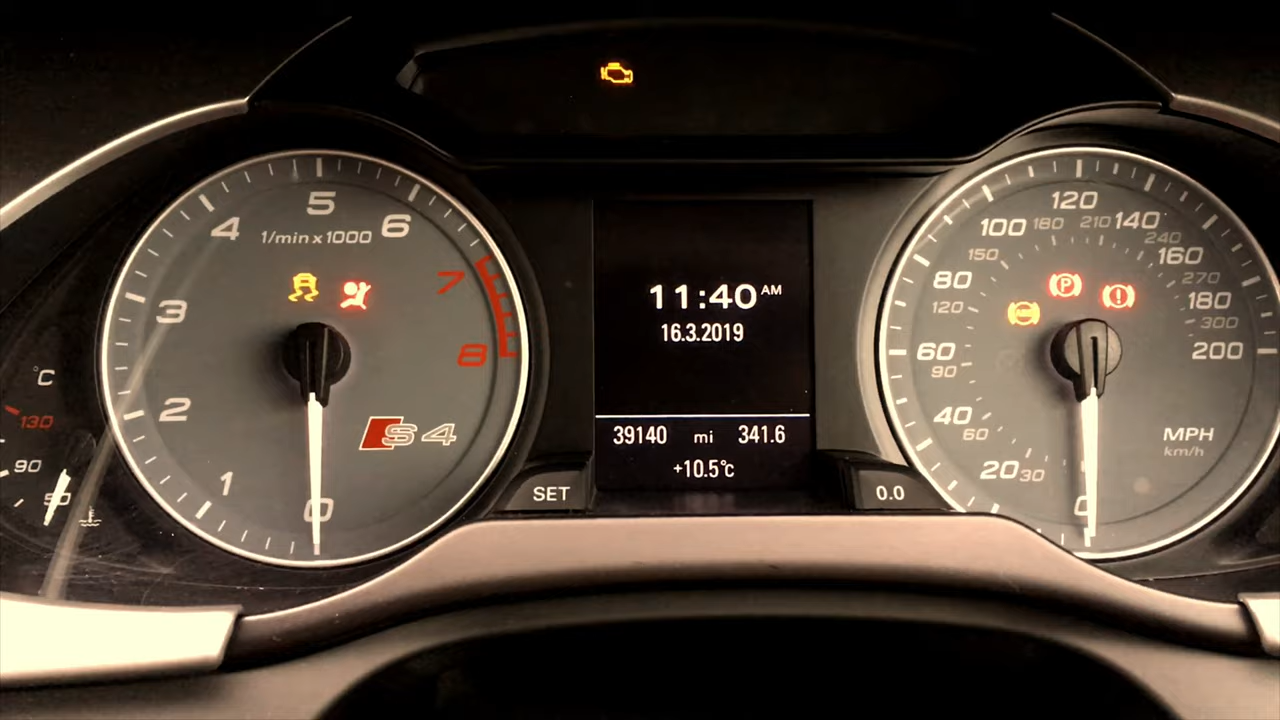 5
4
6
1/min x 1000
3
7
2
8
1
0
S4
°C
130
90
50
11:40 AM
16.3.2019
39140 mi 341.6
+10.5°C
SET
0.0
120
100 180 210 140
150 240
160
80 270
120 180
300
60 200
90
40
60
MPH
km/h
20 30
0
P